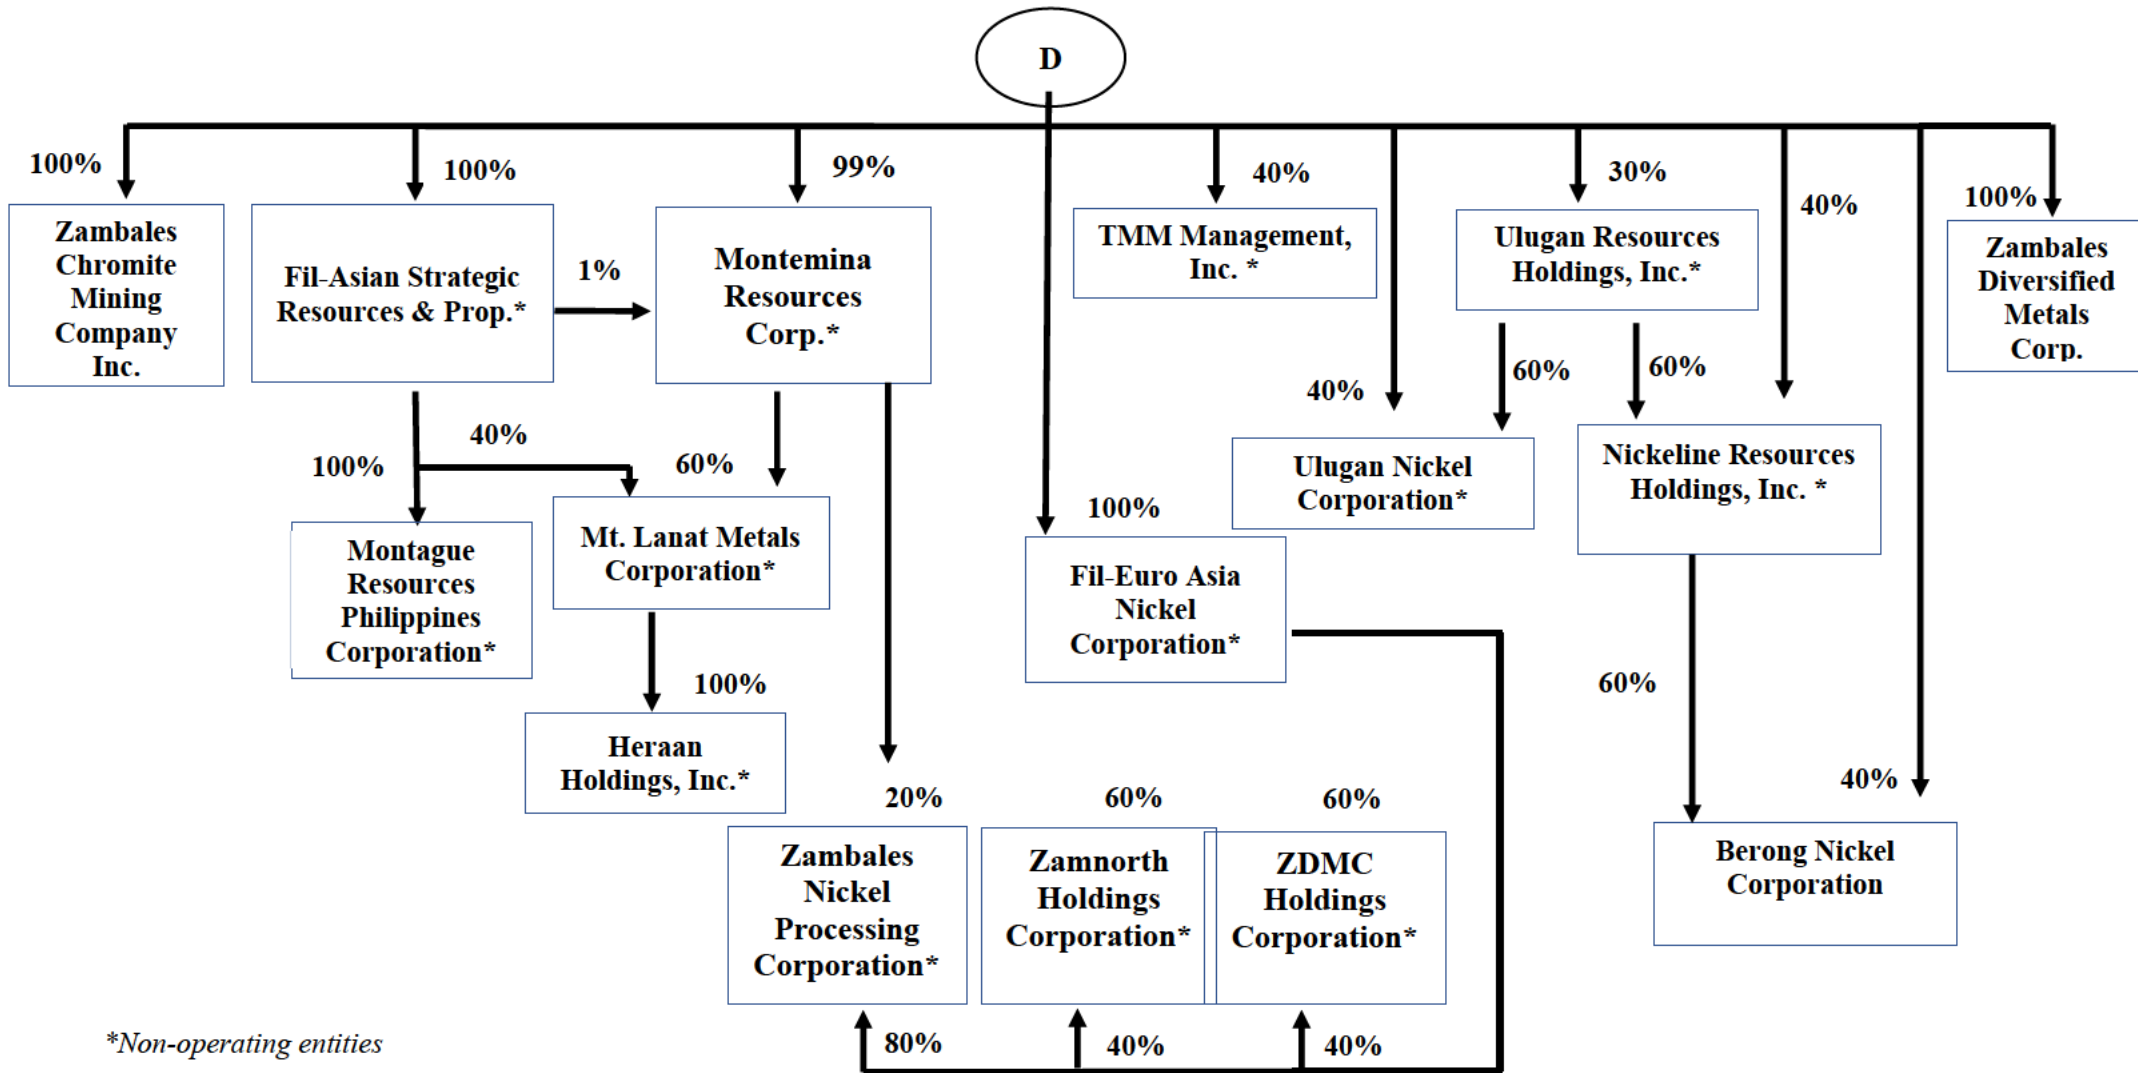 D
100%
100%
99%
40%
30%
40%
100%
Zambales
Chromite
Mining
Company
Inc.
Fil-Asian Strategic
Resources & Prop.*
1%
Montemina
Resources
Corp.*
TMM Management,
Inc. *
Ulugan Resources
Holdings, Inc.*
Zambales
Diversified
Metals
Corp.
40%
60%
60%
100%
40%
60%
Ulugan Nickel
Corporation*
Nickeline Resources
Holdings, Inc. *
Montague
Resources
Philippines
Corporation*
Mt. Lanat Metals
Corporation*
100%
Fil-Euro Asia
Nickel
Corporation*
100%
60%
Heraan
Holdings, Inc.*
20%
60%
60%
40%
Zambales
Nickel
Processing
Corporation*
Zamnorth
Holdings
Corporation*
ZDMC
Holdings
Corporation*
Berong Nickel
Corporation
*Non-operating entities
80%
40%
40%